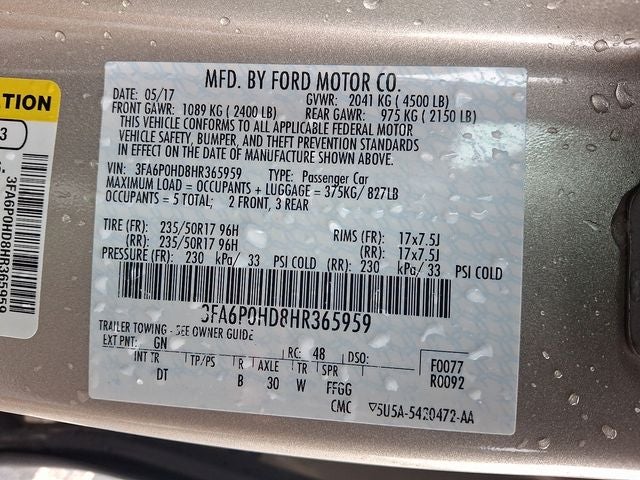 TION
3
3FA6P0HD8HR365959
MFD. BY FORD MOTOR CO.
DATE: 05/17 GVWR: 2041 KG ( 4500 LB)
FRONT GAWR: 1089 KG ( 2400 LB) REAR GAWR: 975 KG ( 2150 LB)
THIS VEHICLE CONFORMS TO ALL APPLICABLE FEDERAL MOTOR
VEHICLE SAFETY, BUMPER, AND THEFT PREVENTION STANDARDS
IN EFFECT ON THE DATE OF MANUFACTURE SHOWN ABOVE.
VIN: 3FA6P0HD8HR365959 TYPE: Passenger Car
MAXIMUM LOAD = OCCUPANTS + LUGGAGE = 375KG/ 827LB
OCCUPANTS = 5 TOTAL; 2 FRONT, 3 REAR
TIRE (FR): 235/50R17 96H RIMS (FR): 17x7.5J
(RR): 235/50R17 96H (RR): 17x7.5J
PRESSURE (FR): 230 kPa/ 33 PSI COLD (RR): 230 kPa/ 33 PSI COLD
3FA6P0HD8HR365959
TRAILER TOWING - SEE OWNER GUIDE
EXT PNT: GN RC: 48 DSO: F0077
INT TR TP/PS R AXLE TR SPR R0092
DT B 30 W FFGG
CMC ▽5U5A-5420472-AA